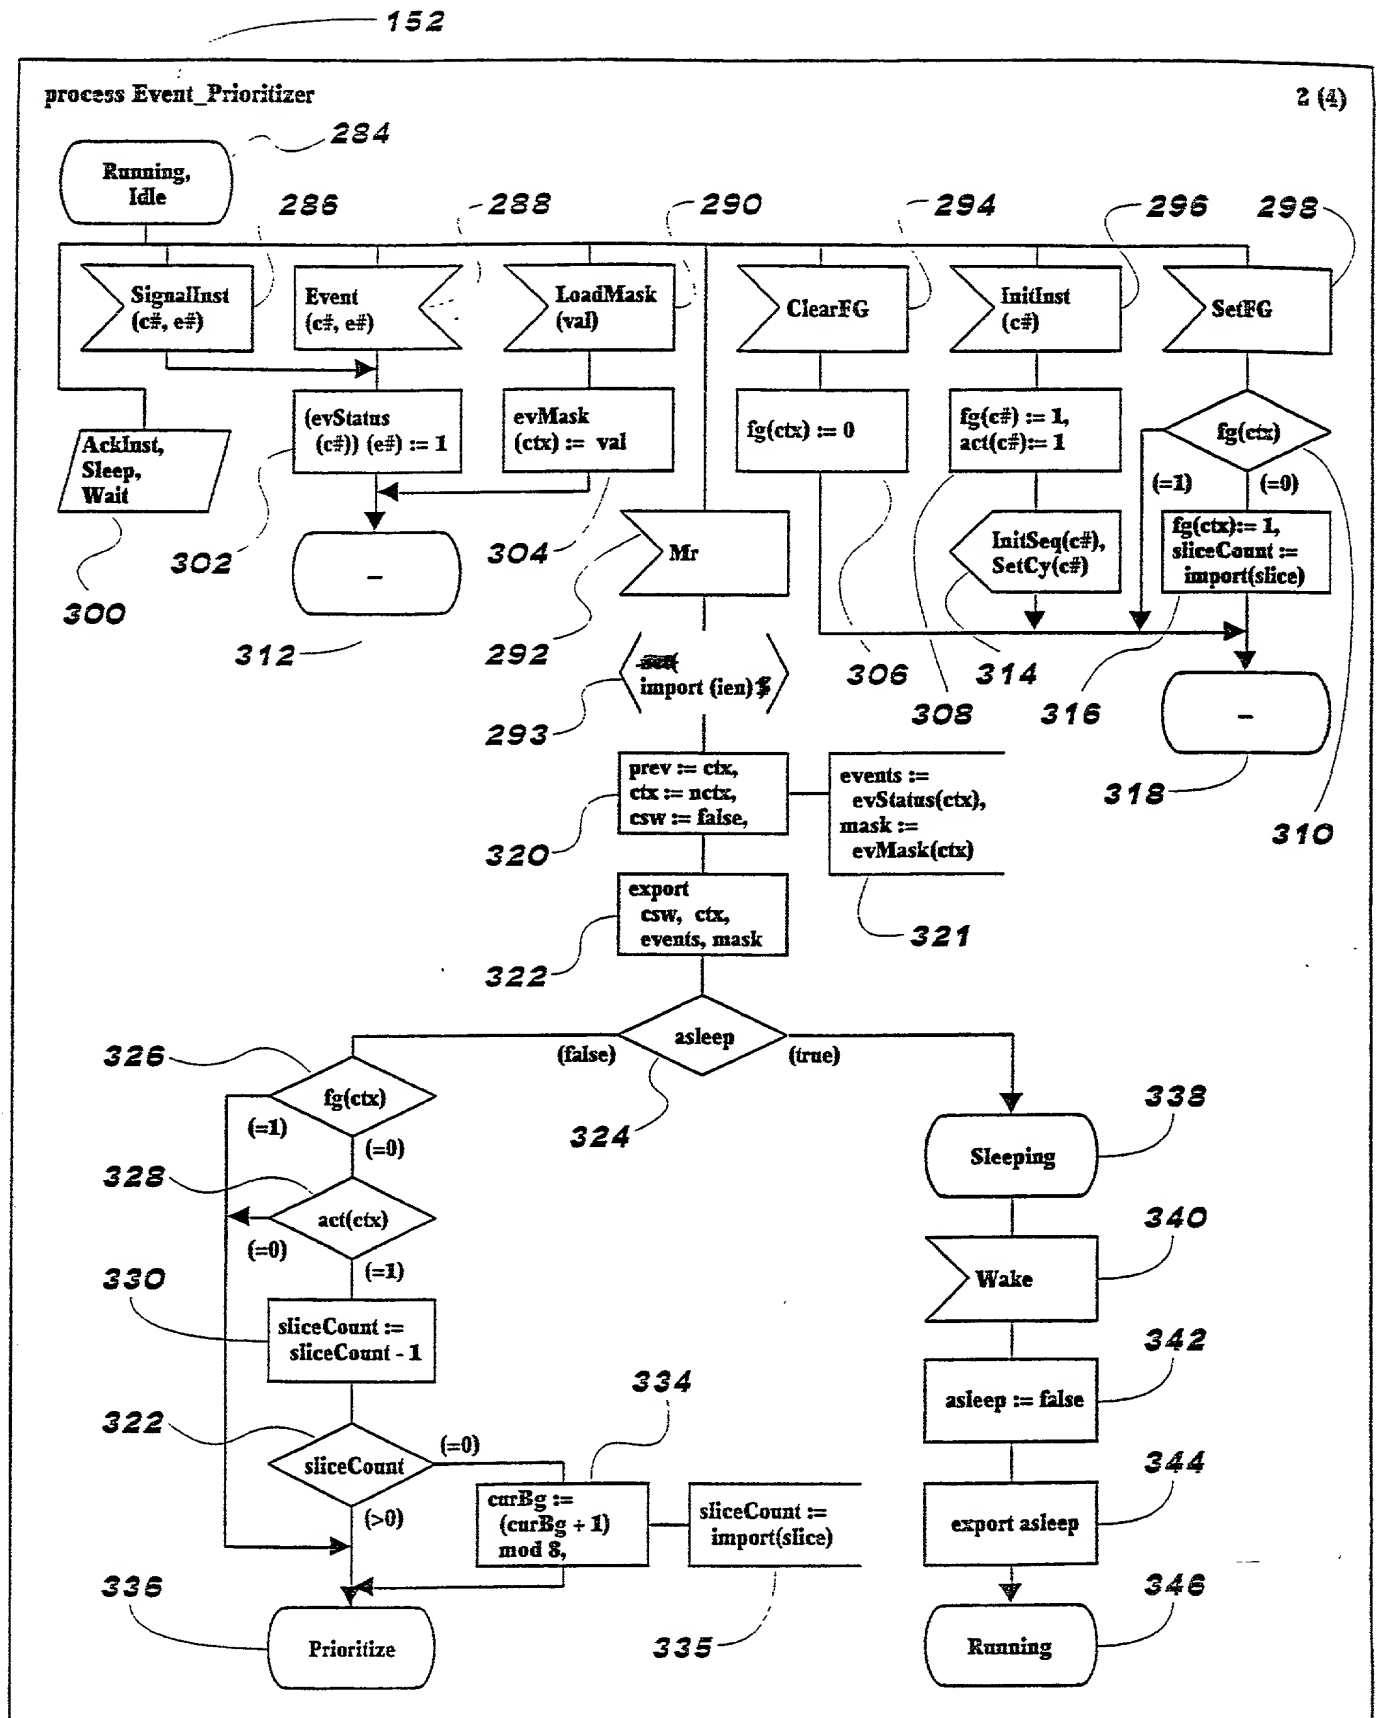 152
process Event_Prioritizer
2 (4)
284
Running,
Idle
286
288
290
294
296
298
SignalInst
(c#, e#)
Event
(c#, e#)
LoadMask
(val)
ClearFG
InitInst
(c#)
SetFG
AckInst,
Sleep,
Wait
(evStatus
(c#)) (e#) := 1
evMask
(ctx) := val
fg(ctx) := 0
fg(c#) := 1,
act(c#):= 1
fg(ctx)
(=1)
(=0)
300
302
–
312
304
Mr
292
InitSeq(c#),
SetCy(c#)
fg(ctx):= 1,
sliceCount :=
import(slice)
306
308
314
316
–
318
310
import (ien)
293
prev := ctx,
ctx := nctx,
csw := false,
320
events :=
evStatus(ctx),
mask :=
evMask(ctx)
321
export
csw, ctx,
events, mask
322
asleep
(false)
(true)
324
326
fg(ctx)
(=1)
(=0)
328
act(ctx)
(=0)
(=1)
330
sliceCount :=
sliceCount - 1
322
sliceCount
(=0)
(>0)
334
curBg :=
(curBg + 1)
mod 8,
sliceCount :=
import(slice)
335
336
Prioritize
338
Sleeping
340
Wake
342
asleep := false
344
export asleep
346
Running